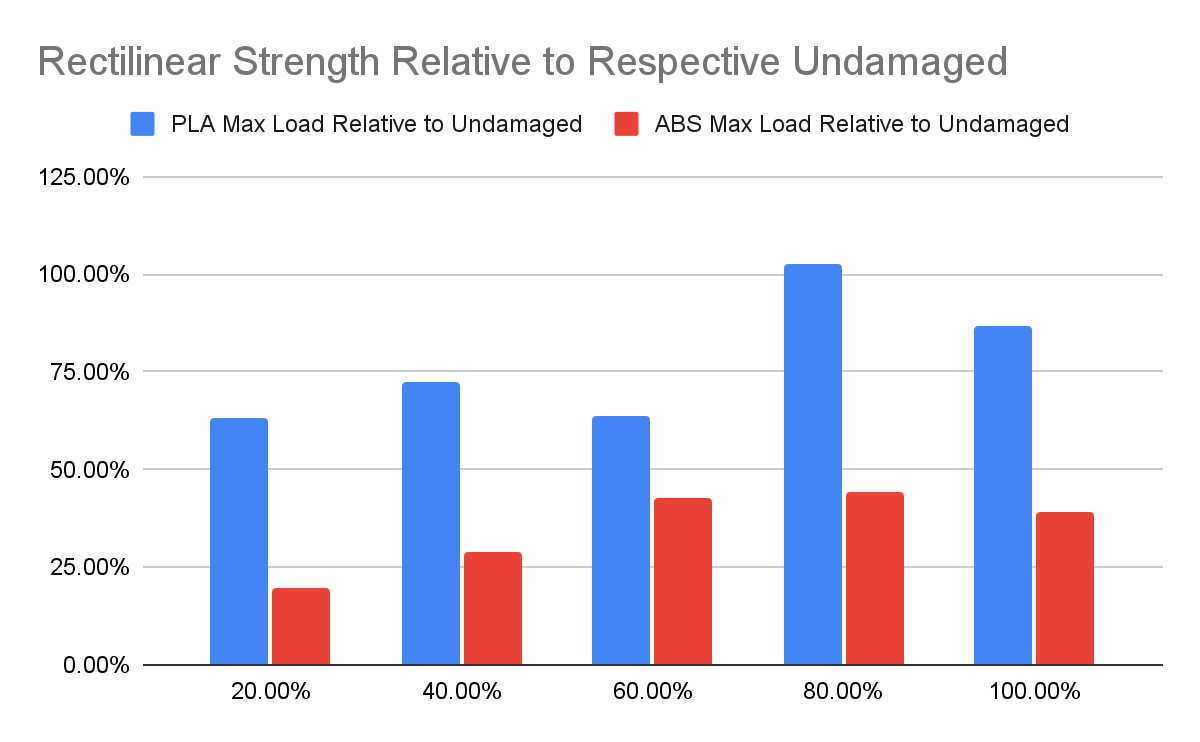 Rectilinear Strength Relative to Respective Undamaged
PLA Max Load Relative to Undamaged ABS Max Load Relative to Undamaged
125.00%
100.00%
75.00%
50.00%
25.00%
0.00%
20.00% 40.00% 60.00% 80.00% 100.00%